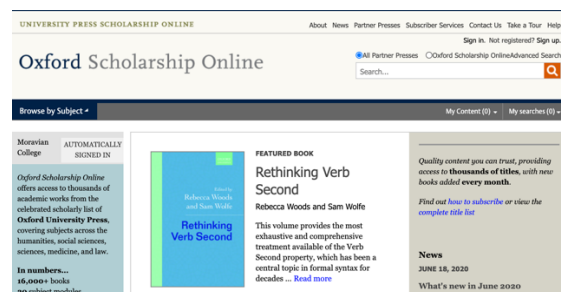 UNIVERSITY PRESS SCHOLARSHIP ONLINE
About News Partner Presses Subscriber Services Contact Us Take a Tour Help
Sign in. Not registered? Sign up.
Oxford Scholarship Online
All Partner Presses Oxford Scholarship Online Advanced Search
Search...
Browse by Subject
My Content (0) My searches (0)
Moravian
College
AUTOMATICALLY
SIGNED IN
Oxford Scholarship Online
offers access to thousands of
academic works from the
celebrated scholarly list of
Oxford University Press,
covering subjects across the
humanities, social sciences,
sciences, medicine, and law.
In numbers...
16,000+ books
20 subject modules
Edited by
Rebecca Woods
and Sam Wolfe
Rethinking
Verb Second
FEATURED BOOK
Rethinking Verb
Second
Rebecca Woods and Sam Wolfe
This volume provides the most
exhaustive and comprehensive
treatment available of the Verb
Second property, which has been a
central topic in formal syntax for
decades ... Read more
Quality content you can trust, providing
access to thousands of titles, with new
books added every month.
Find out how to subscribe or view the
complete title list
News
JUNE 18, 2020
What's new in June 2020